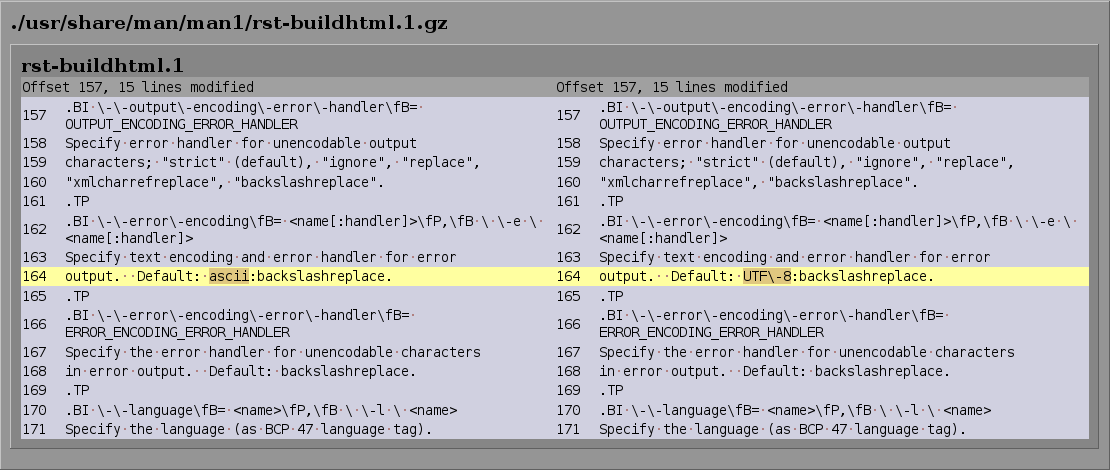 ./usr/share/man/man1/rst-buildhtml.1.gz
rst-buildhtml.1
Offset 157, 15 lines modified
157 .BI·\-\-output\-encoding\-error\-handler\fB=·
OUTPUT_ENCODING_ERROR_HANDLER
158 Specify·error·handler·for·unencodable·output
159 characters;·"strict"·(default),·"ignore",·"replace",
160 "xmlcharrefreplace",·"backslashreplace".
161 .TP
162 .BI·\-\-error\-encoding\fB=·<name[:handler]>\fP,\fB·\·\-e·\·
<name[:handler]>
163 Specify·text·encoding·and·error·handler·for·error
164 output.··Default:·ascii:backslashreplace.
165 .TP
166 .BI·\-\-error\-encoding\-error\-handler\fB=·
ERROR_ENCODING_ERROR_HANDLER
167 Specify·the·error·handler·for·unencodable·characters
168 in·error·output.··Default:·backslashreplace.
169 .TP
170 .BI·\-\-language\fB=·<name>\fP,\fB·\·\-l·\·<name>
171 Specify·the·language·(as·BCP·47·language·tag).
Offset 157, 15 lines modified
157 .BI·\-\-output\-encoding\-error\-handler\fB=·
OUTPUT_ENCODING_ERROR_HANDLER
158 Specify·error·handler·for·unencodable·output
159 characters;·"strict"·(default),·"ignore",·"replace",
160 "xmlcharrefreplace",·"backslashreplace".
161 .TP
162 .BI·\-\-error\-encoding\fB=·<name[:handler]>\fP,\fB·\·\-e·\·
<name[:handler]>
163 Specify·text·encoding·and·error·handler·for·error
164 output.··Default:·UTF\-8:backslashreplace.
165 .TP
166 .BI·\-\-error\-encoding\-error\-handler\fB=·
ERROR_ENCODING_ERROR_HANDLER
167 Specify·the·error·handler·for·unencodable·characters
168 in·error·output.··Default:·backslashreplace.
169 .TP
170 .BI·\-\-language\fB=·<name>\fP,\fB·\·\-l·\·<name>
171 Specify·the·language·(as·BCP·47·language·tag).